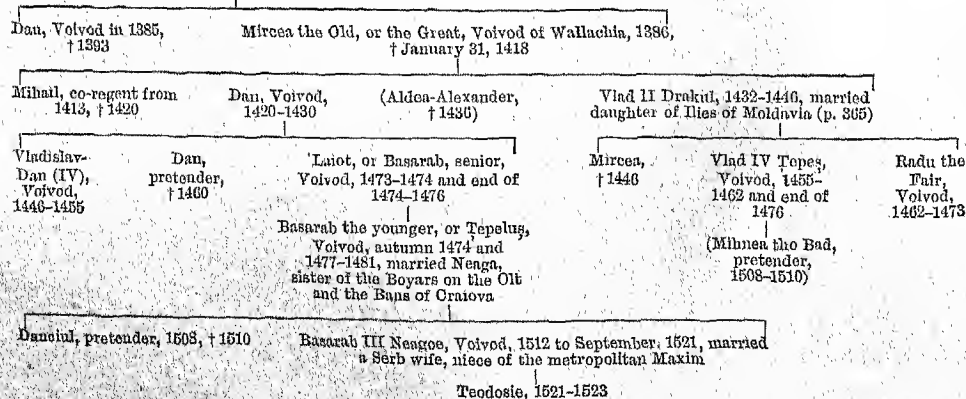 Dan, Voivod in 1385,
† 1393
Mircea the Old, or the Great, Voivod of Wallachia, 1386,
† January 31, 1418
Mihail, co-regent from
1413, † 1420
Dan, Voivod,
1420–1430
(Aldea-Alexander,
† 1436)
Vlad II Drakul, 1432–1446, married
daughter of Ilies of Moldavia (p. 365)
Vladislav-
Dan (IV),
Voivod,
1446–1455
Dan,
pretender,
† 1460
Laiot, or Basarab, senior,
Voivod, 1473–1474 and end of
1474–1476
Mircea,
† 1446
Vlad IV Tepeş,
Voivod, 1455–
1462 and end of
1476
Radu the
Fair,
Voivod,
1462–1473
Basarab the younger, or Tepeluş,
Voivod, autumn 1474 and
1477–1481, married Neaga,
sister of the Boyars on the Olt
and the Bans of Craiova
(Mihnea the Bad,
pretender,
1508–1510)
Danciul, pretender, 1508, † 1510
Basarab III Neagoe, Voivod, 1512 to September, 1521, married
a Serb wife, niece of the metropolitan Maxim
Teodosie, 1521–1523